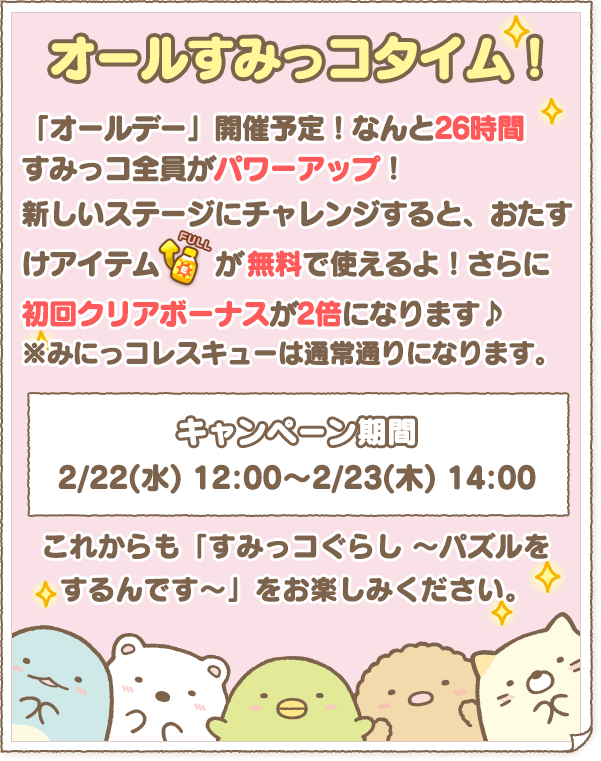 オールすみっコタイム！
「オールデー」開催予定！なんと26時間
すみっコ全員がパワーアップ！
新しいステージにチャレンジすると、おたす
けアイテム FULL E が無料で使えるよ！さらに
初回クリアボーナスが2倍になります♪
※みにっコレスキューは通常通りになります。
キャンペーン期間
2/22(水) 12:00～2/23(木) 14:00
これからも「すみっコぐらし ～パズルを
するんです～」をお楽しみください。